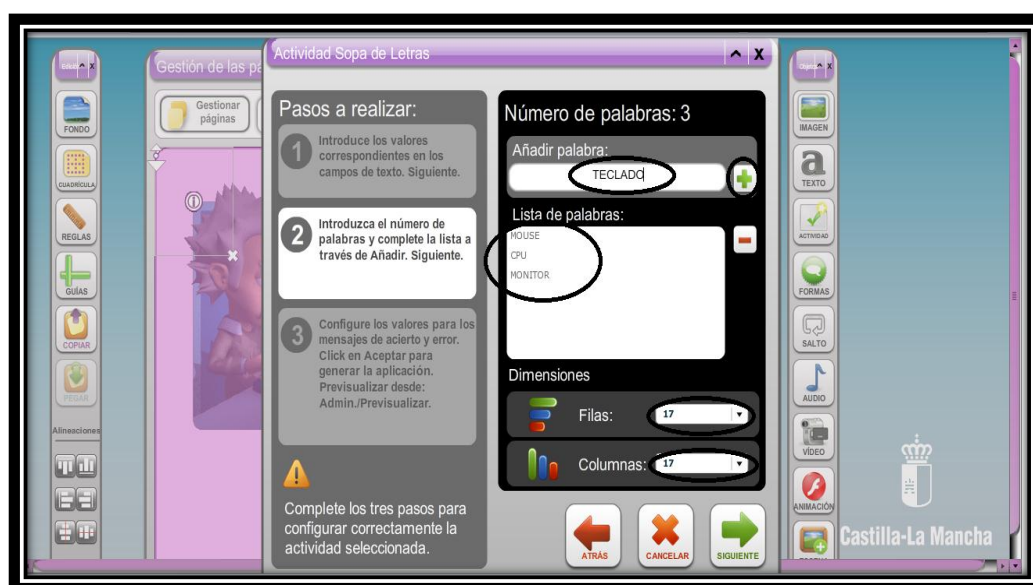 Edición
X
FONDO
CUADRÍCULA
REGLAS
GUÍAS
COPIAR
PEGAR
Alineaciones
Gestión de las pá
Gestionar
páginas
Actividad Sopa de Letras
X
Pasos a realizar:
1
Introduce los valores
correspondientes en los
campos de texto. Siguiente.
2
Introduzca el número de
palabras y complete la lista a
través de Añadir. Siguiente.
3
Configure los valores para los
mensajes de acierto y error.
Click en Aceptar para
generar la aplicación.
Previsualizar desde:
Admin./Previsualizar.
Complete los tres pasos para
configurar correctamente la
actividad seleccionada.
Número de palabras: 3
Añadir palabra:
TECLADO
Lista de palabras:
MOUSE
CPU
MONITOR
Dimensiones
Filas: 17
Columnas: 17
ATRÁS
CANCELAR
SIGUIENTE
X
IMAGEN
a
TEXTO
ACTIVIDAD
FORMAS
SALTO
AUDIO
VÍDEO
ANIMACIÓN
Castilla-La Mancha